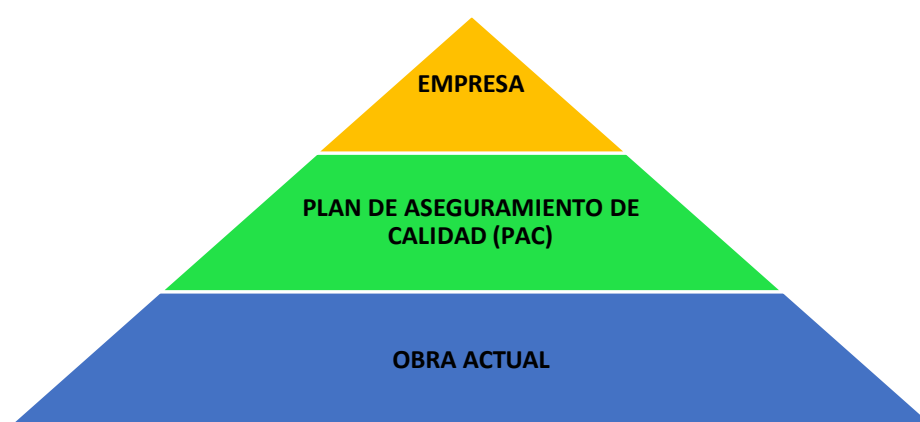 EMPRESA
PLAN DE ASEGURAMIENTO DE
CALIDAD (PAC)
OBRA ACTUAL